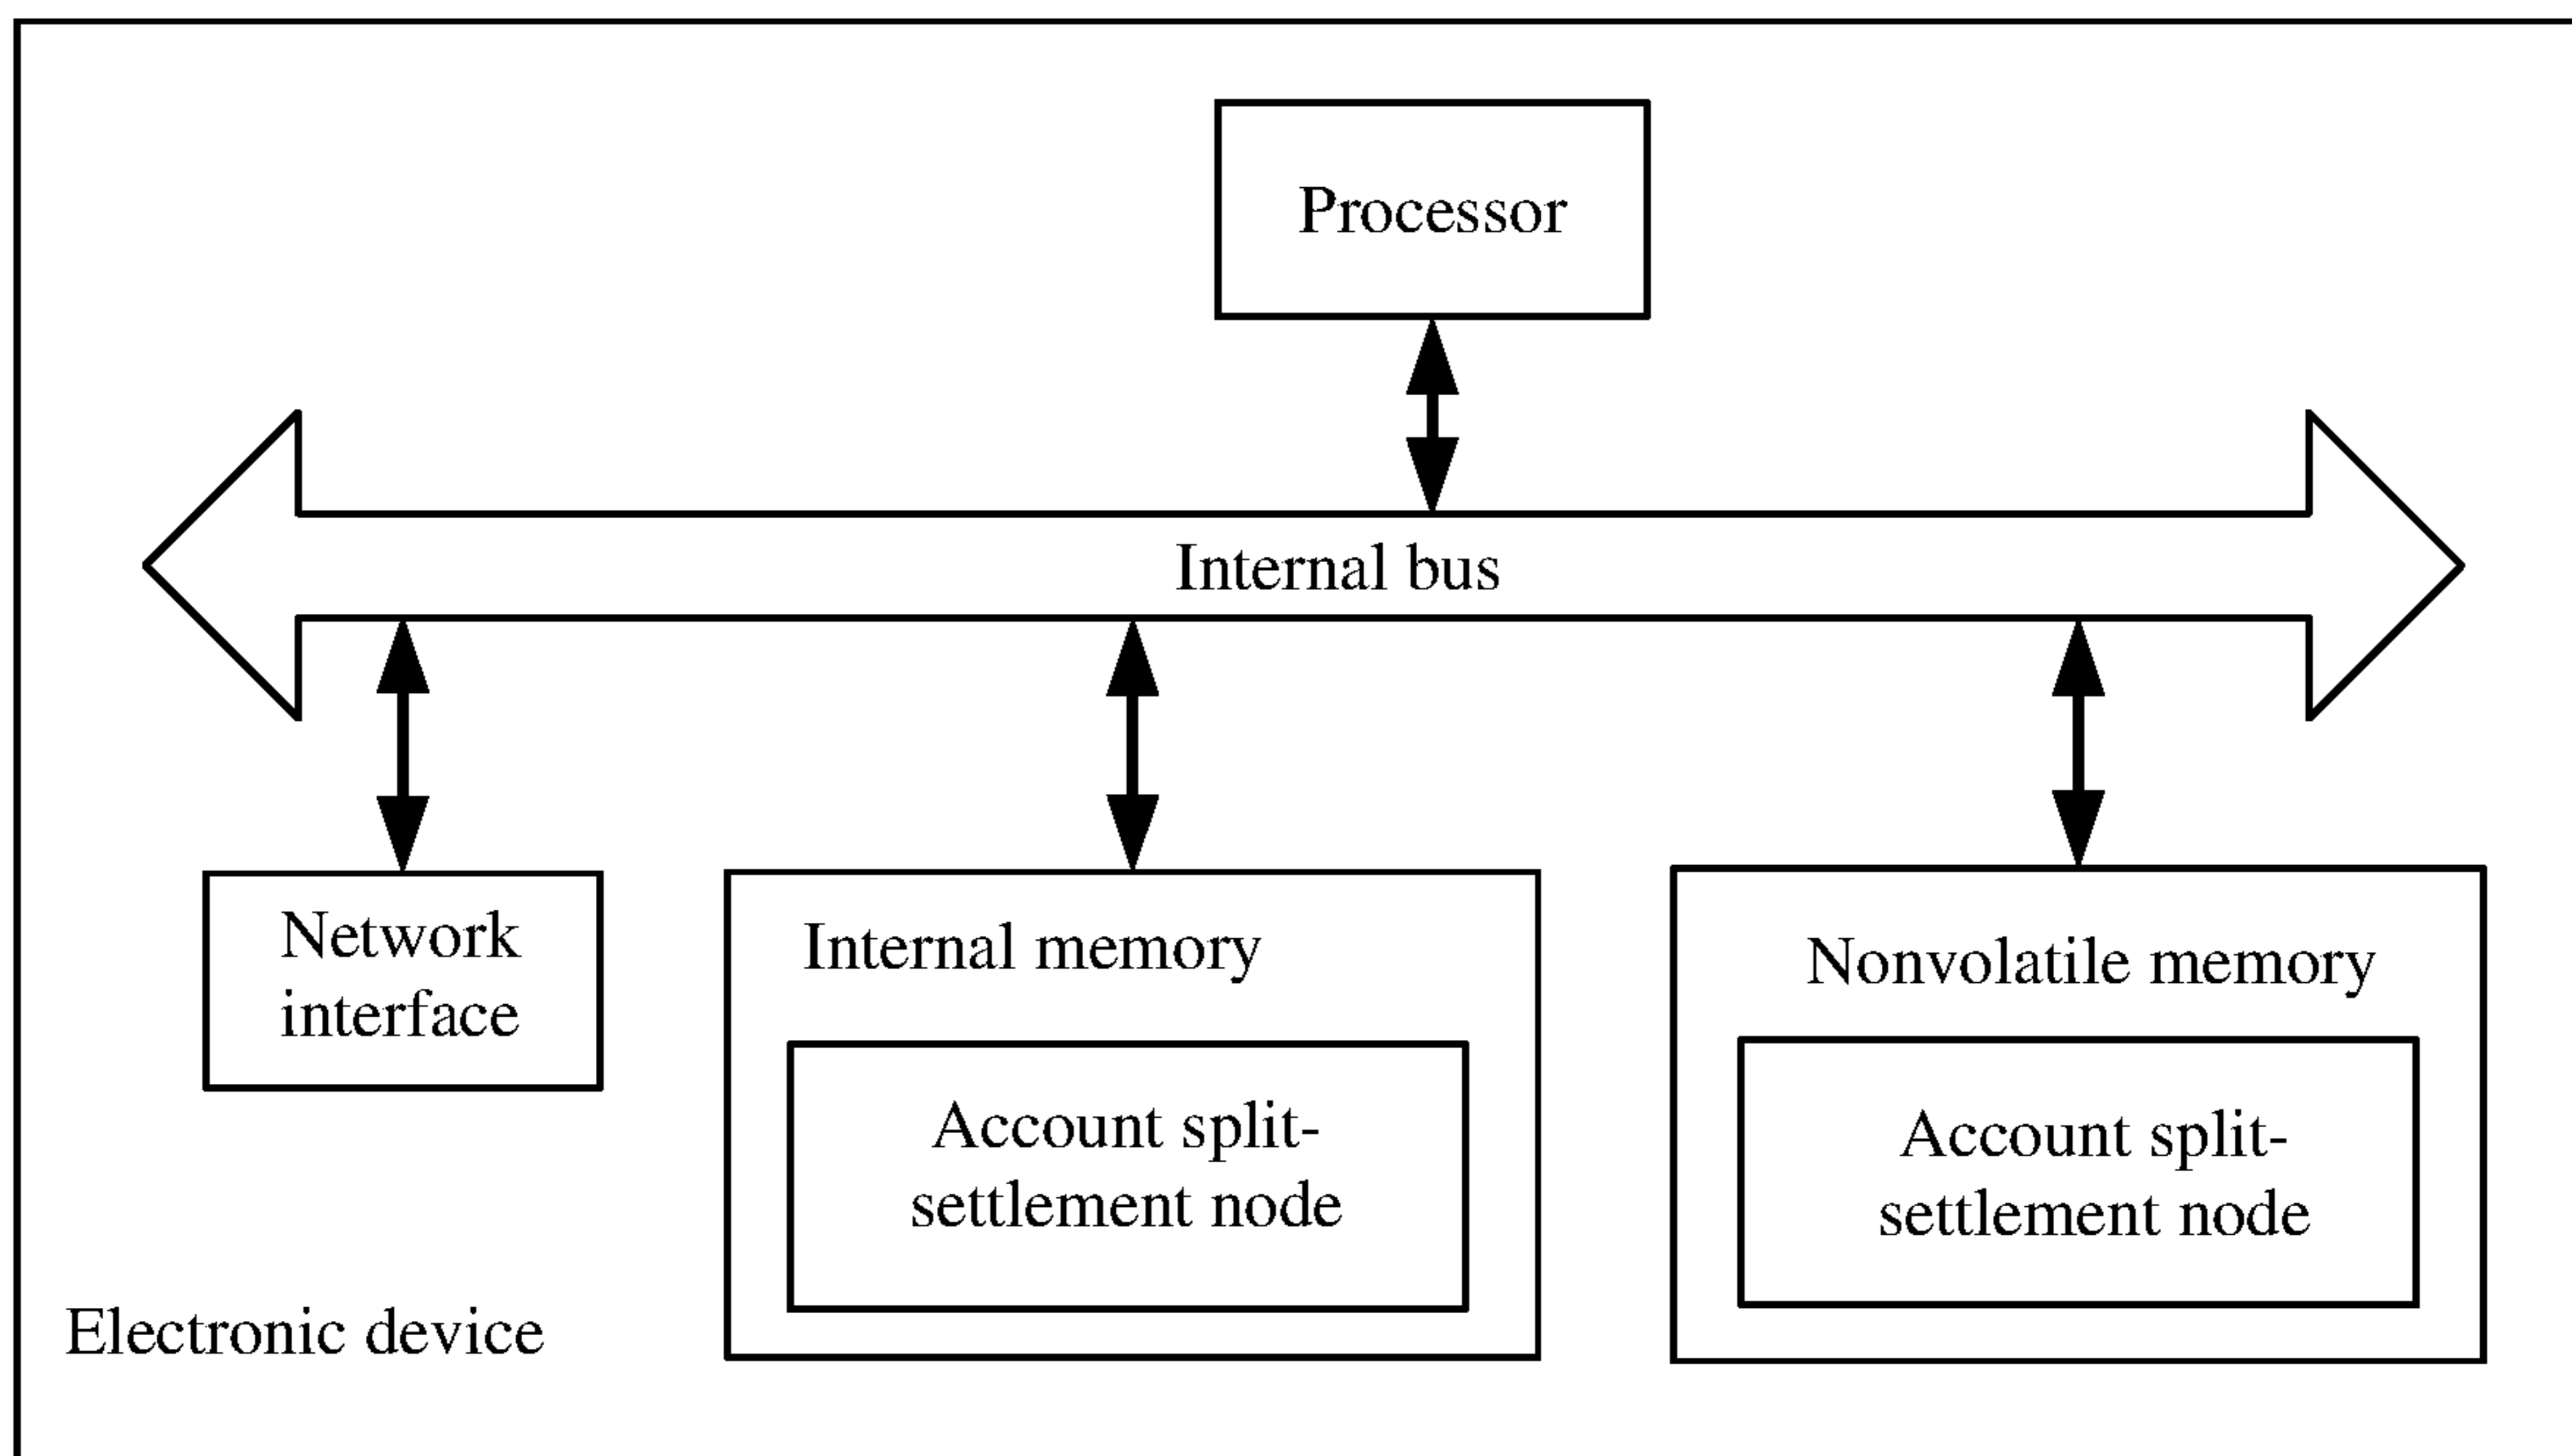 Processor
Internal bus
Network
interface
Internal memory
Account split-
settlement node
Nonvolatile memory
Account split-
settlement node
Electronic device